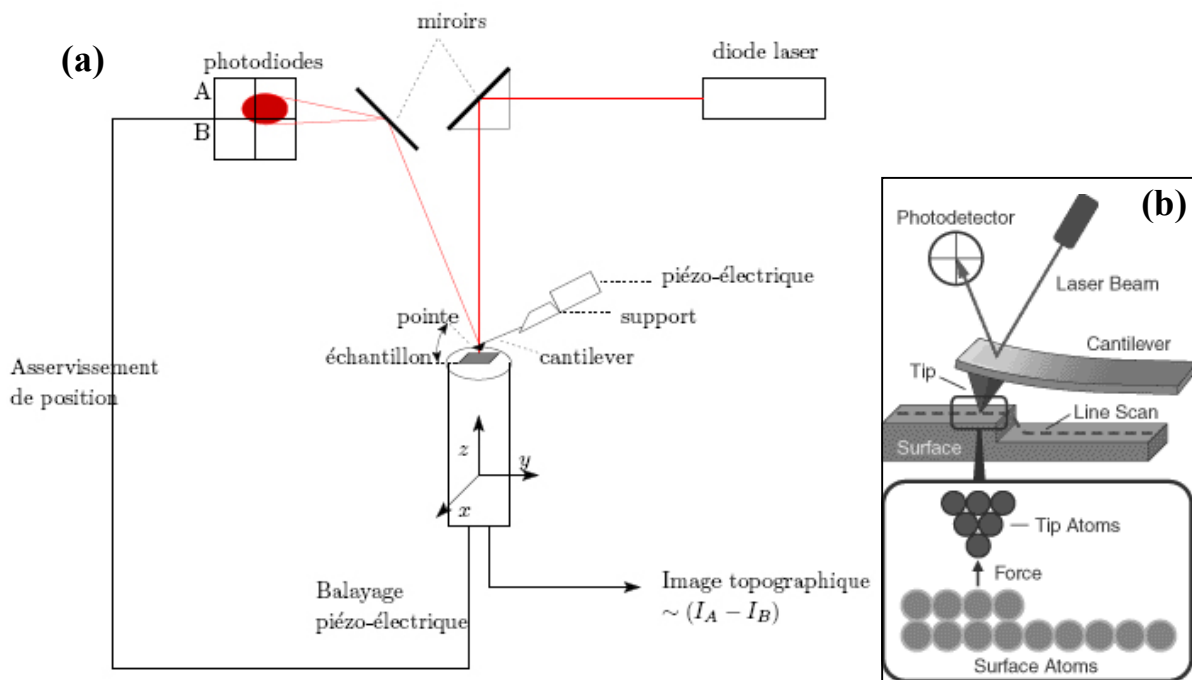 (a)
miroirs
photodiodes
diode laser
A
B
piézo-électrique
pointe
support
échantillon
cantilever
Asservissement
de position
z
y
x
Balayage
piézo-électrique
Image topographique
~ (I_A − I_B)
(b)
Photodetector
Laser Beam
Cantilever
Tip
Line Scan
Surface
Tip Atoms
Force
Surface Atoms